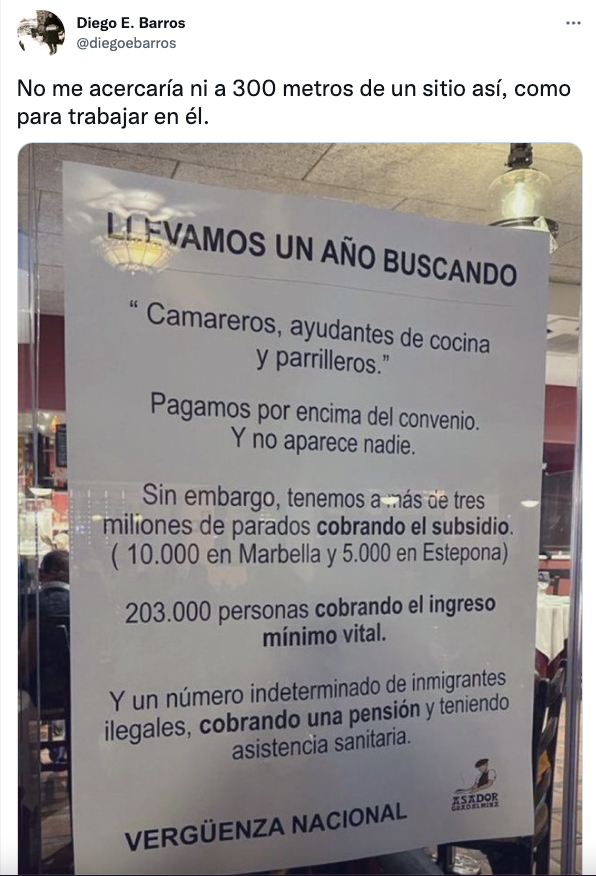 Diego E. Barros
@diegoebarros
No me acercaría ni a 300 metros de un sitio así, como
para trabajar en él.
LLEVAMOS UN AÑO BUSCANDO
“ Camareros, ayudantes de cocina
y parrilleros.”
Pagamos por encima del convenio.
Y no aparece nadie.
Sin embargo, tenemos a más de tres
millones de parados cobrando el subsidio.
( 10.000 en Marbella y 5.000 en Estepona)
203.000 personas cobrando el ingreso
mínimo vital.
Y un número indeterminado de inmigrantes
ilegales, cobrando una pensión y teniendo
asistencia sanitaria.
ASADOR
GUADALMINA
VERGÜENZA NACIONAL